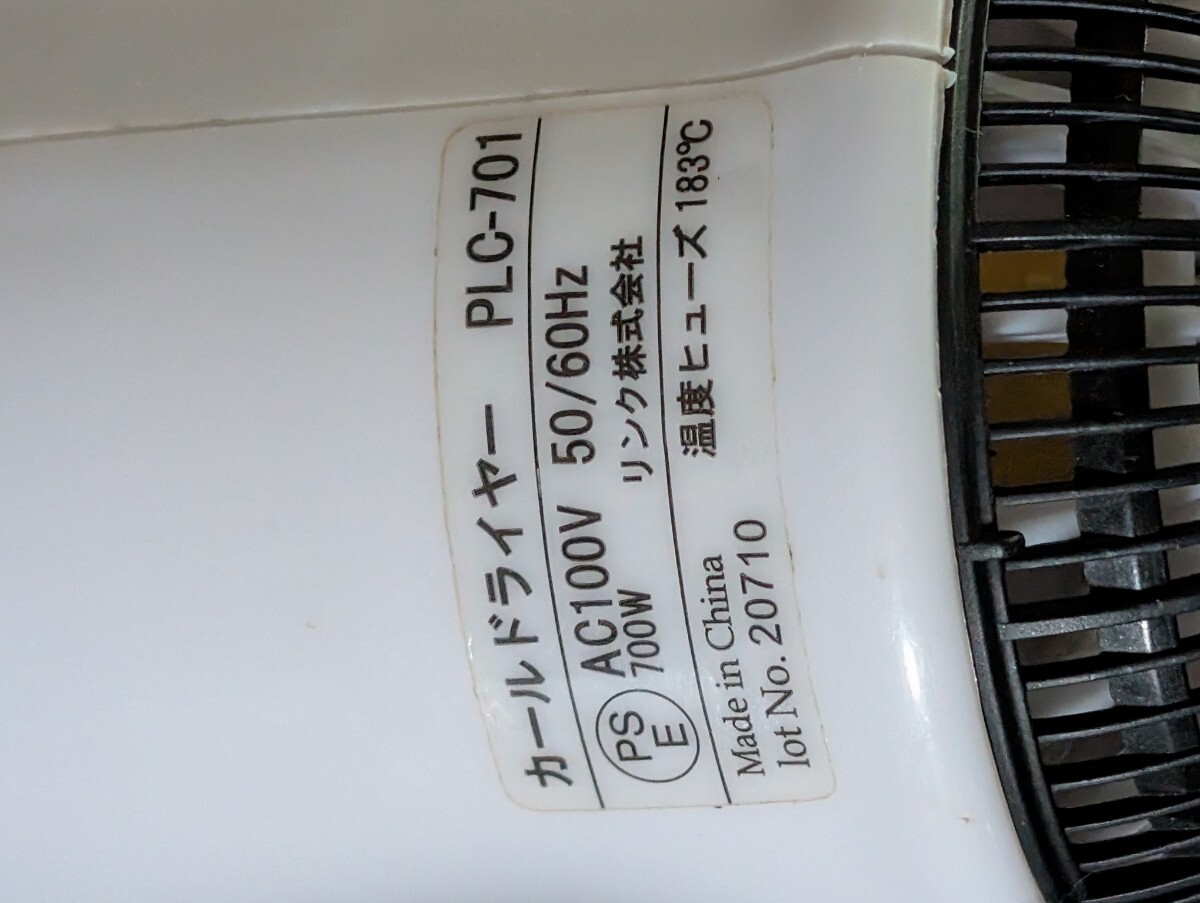 カールドライヤー PLC-701
PS
E
AC100V 50/60Hz
700W リンク株式会社
Made in China 温度ヒューズ 183℃
lot No. 20710